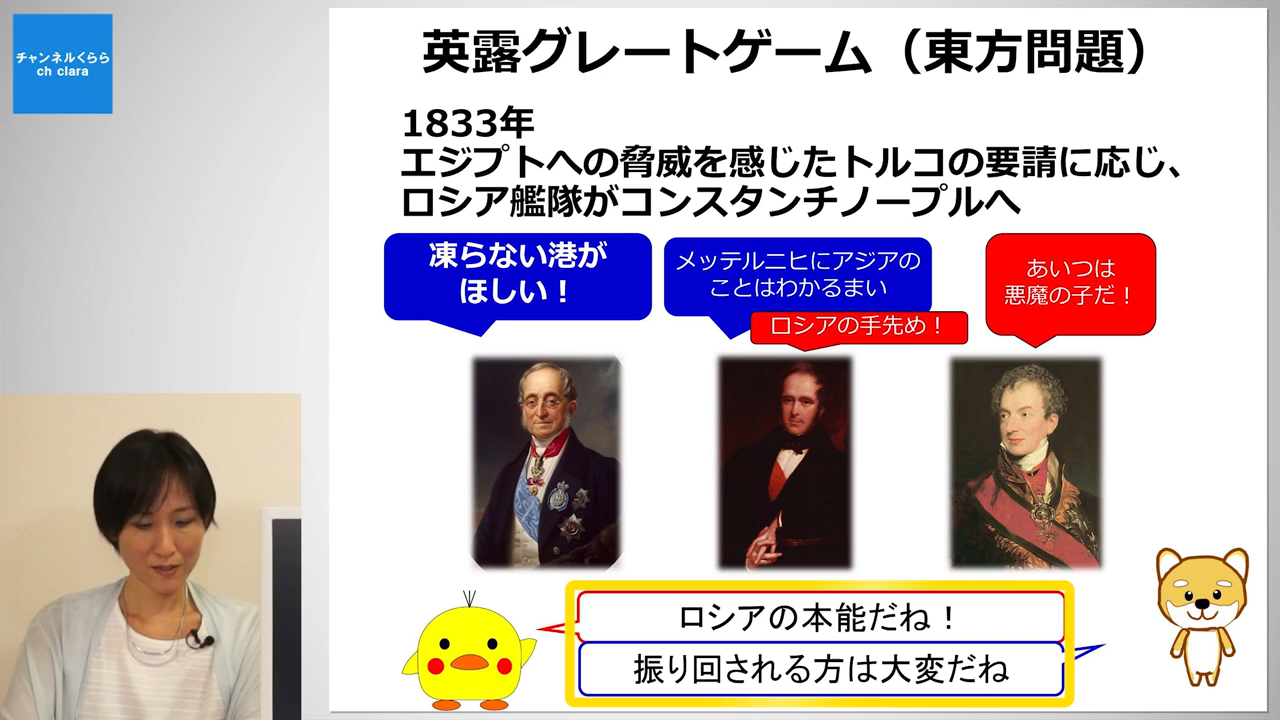 チャンネルくらら
ch clara
英露グレートゲーム（東方問題）
1833年
エジプトへの脅威を感じたトルコの要請に応じ、
ロシア艦隊がコンスタンチノープルへ
凍らない港が
ほしい！
メッテルニヒにアジアの
ことはわかるまい
ロシアの手先め！
あいつは
悪魔の子だ！
ロシアの本能だね！
振り回される方は大変だね